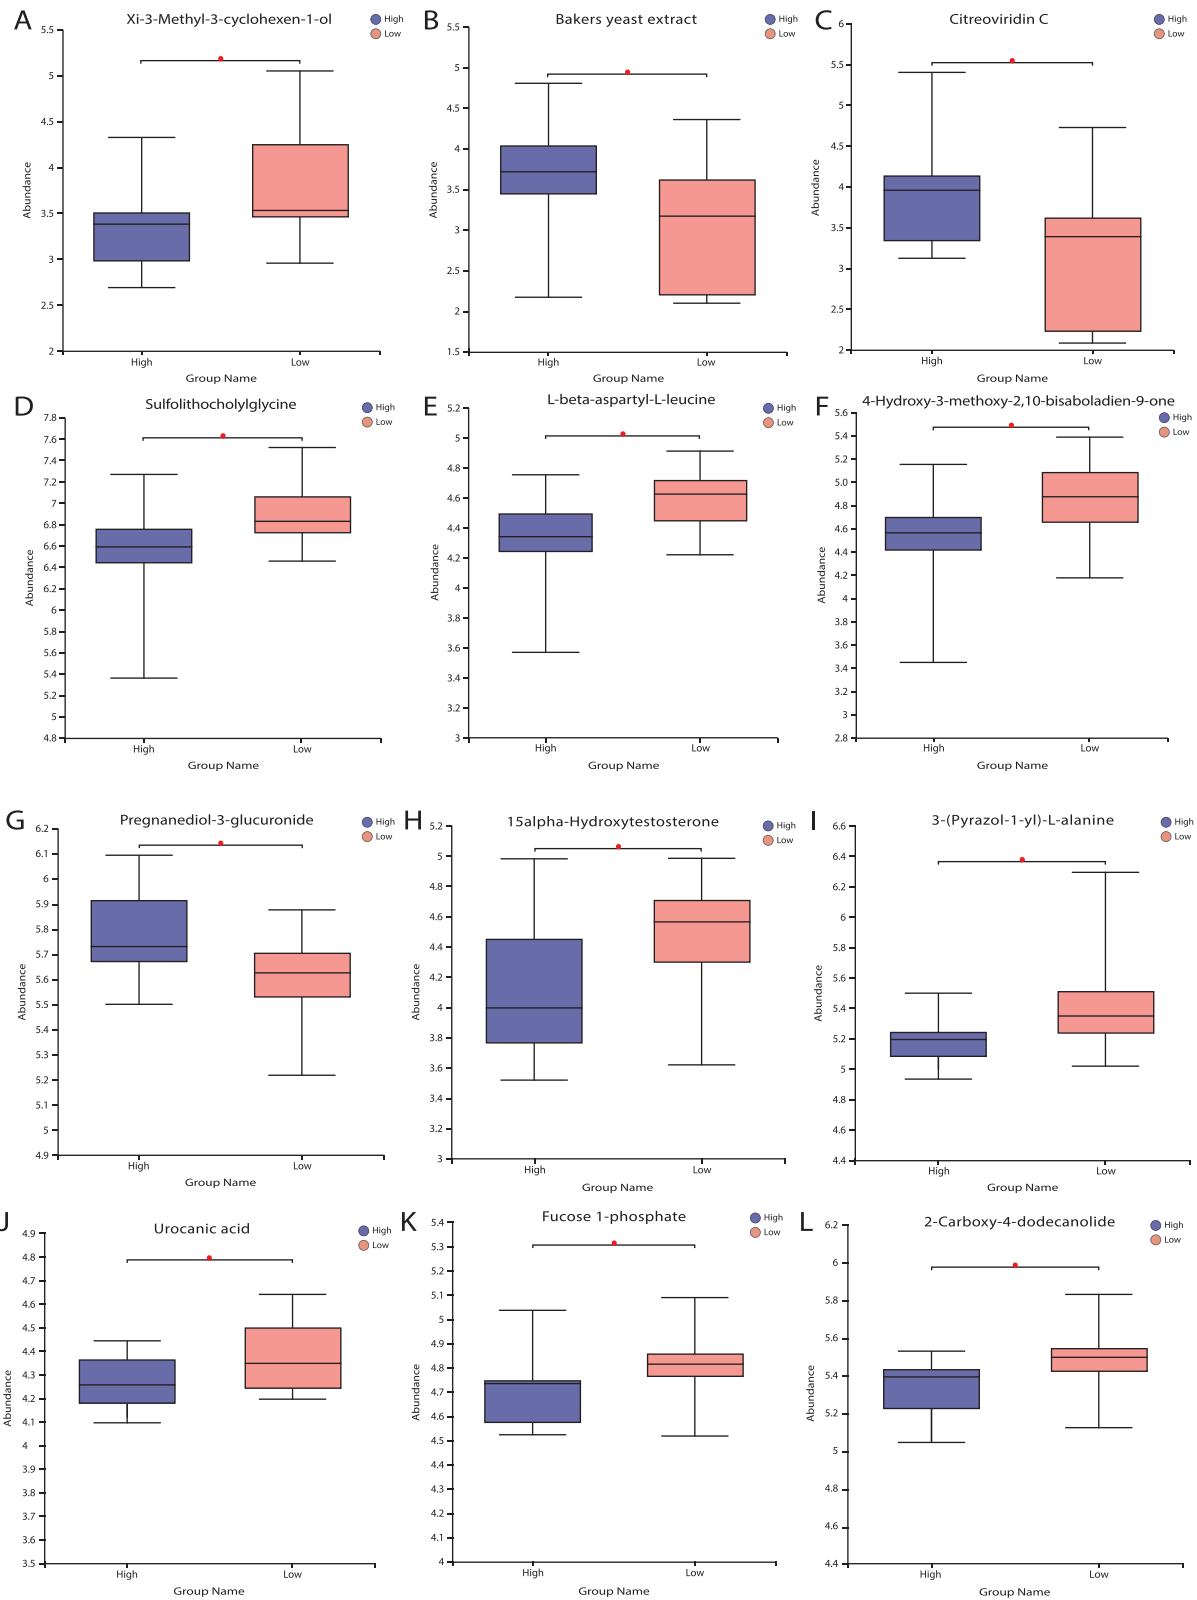 A
Xi-3-Methyl-3-cyclohexen-1-ol
High
Low
5.5
5
4.5
4
3.5
3
2.5
2
Abundance
High
Low
Group Name
B
Bakers yeast extract
High
Low
5.5
5
4.5
4
3.5
3
2.5
2
1.5
Abundance
High
Low
Group Name
C
Citreoviridin C
High
Low
6
5.5
5
4.5
4
3.5
3
2.5
2
Abundance
High
Low
Group Name
D
Sulfolithocholylglycine
High
Low
7.8
7.6
7.4
7.2
7
6.8
6.6
6.4
6.2
6
5.8
5.6
5.4
5.2
5
4.8
Abundance
High
Low
Group Name
E
L-beta-aspartyl-L-leucine
High
Low
5.2
5
4.8
4.6
4.4
4.2
4
3.8
3.6
3.4
3.2
3
Abundance
High
Low
Group Name
F
4-Hydroxy-3-methoxy-2,10-bisaboladien-9-one
High
Low
5.6
5.4
5.2
5
4.8
4.6
4.4
4.2
4
3.8
3.6
3.4
3.2
3
2.8
Abundance
High
Low
Group Name
G
Pregnanediol-3-glucuronide
High
Low
6.2
6.1
6
5.9
5.8
5.7
5.6
5.5
5.4
5.3
5.2
5.1
5
4.9
Abundance
High
Low
Group Name
H
15alpha-Hydroxytestosterone
High
Low
5.2
5
4.8
4.6
4.4
4.2
4
3.8
3.6
3.4
3.2
3
Abundance
High
Low
Group Name
I
3-(Pyrazol-1-yl)-L-alanine
High
Low
6.6
6.4
6.2
6
5.8
5.6
5.4
5.2
5
4.8
4.6
4.4
Abundance
High
Low
Group Name
J
Urocanic acid
High
Low
4.9
4.8
4.7
4.6
4.5
4.4
4.3
4.2
4.1
4
3.9
3.8
3.7
3.6
3.5
Abundance
High
Low
Group Name
K
Fucose 1-phosphate
High
Low
5.4
5.3
5.2
5.1
5
4.9
4.8
4.7
4.6
4.5
4.4
4.3
4.2
4.1
4
Abundance
High
Low
Group Name
L
2-Carboxy-4-dodecanolide
High
Low
6.2
6
5.8
5.6
5.4
5.2
5
4.8
4.6
4.4
Abundance
High
Low
Group Name